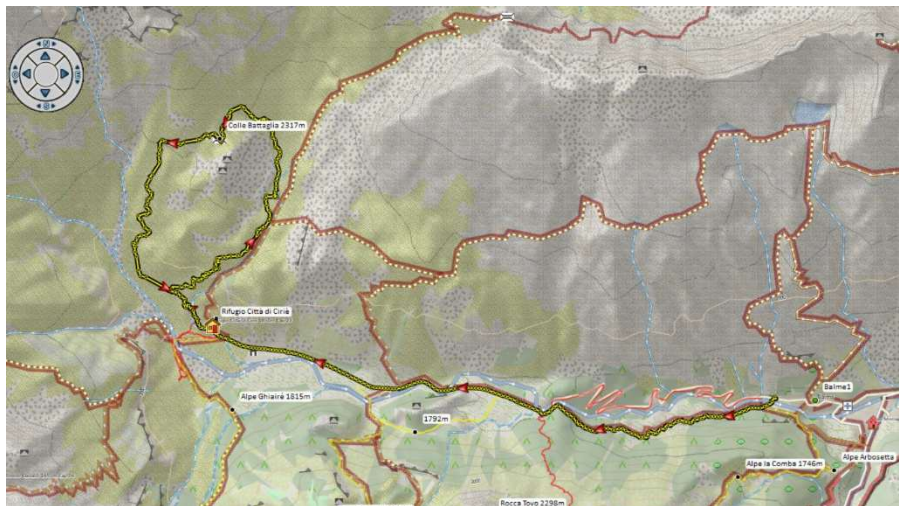 Colle Battaglia 2317m
Rifugio Città di Ciriè
Alpe Ghiairè 1815m
1792m
Balme1
Alpe la Comba 1746m
Alpe Arbosetta
Rocca Tovo 2298m